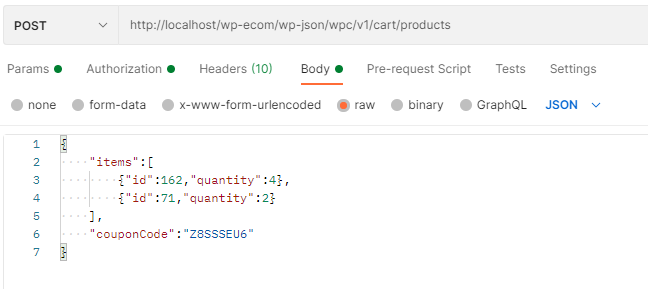 POST http://localhost/wp-ecom/wp-json/wpc/v1/cart/products
Params Authorization Headers (10) Body Pre-request Script Tests Settings
none form-data x-www-form-urlencoded raw binary GraphQL JSON
1 {
2 "items":[
3 {"id":162,"quantity":4},
4 {"id":71,"quantity":2}
5 ],
6 "couponCode":"Z8SSSEU6"
7 }